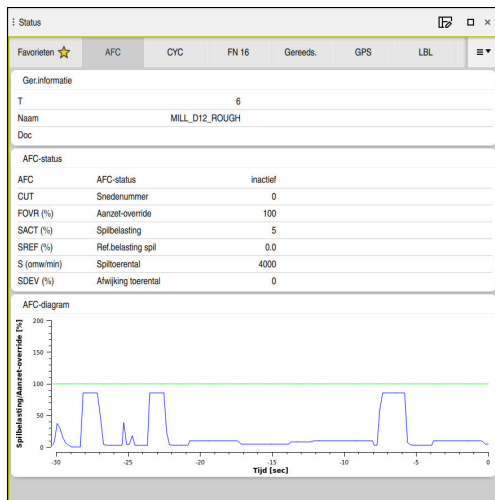 Status
Favorieten AFC CYC FN 16 Gereeds. GPS LBL
Ger.informatie
T 6
Naam MILL_D12_ROUGH
Doc
AFC-status
AFC AFC-status inactief
CUT Snedenummer 0
FOVR (%) Aanzet-override 100
SACT (%) Spilbelasting 5
SREF (%) Ref.belasting spil 0.0
S (omw/min) Spiltoerental 4000
SDEV (%) Afwijking toerental 0
AFC-diagram
Spilbelasting/Aanzet-override [%]
200
150
100
50
0
-30 -25 -20 -15 -10 -5 0
Tijd [sec]